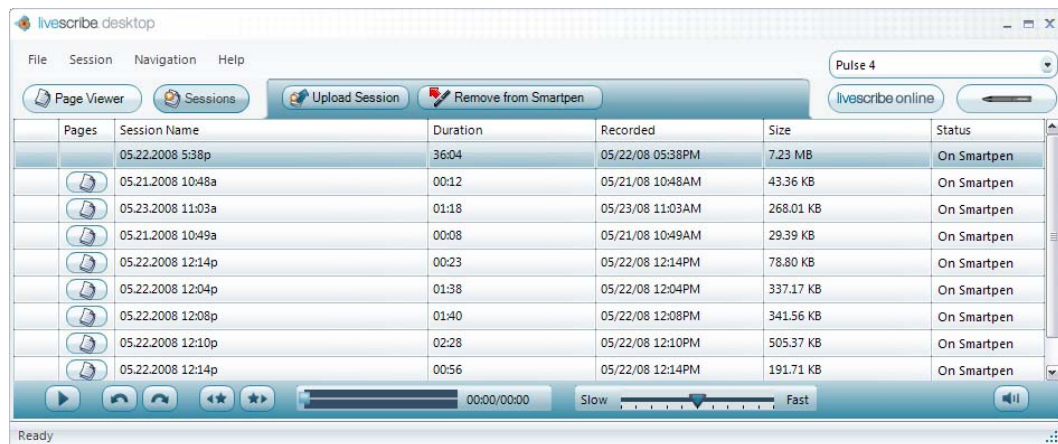 livescribe desktop
File Session Navigation Help
Pulse 4
Page Viewer Sessions Upload Session Remove from Smartpen livescribe online
Pages Session Name Duration Recorded Size Status
05.22.2008 5:38p 36:04 05/22/08 05:38PM 7.23 MB On Smartpen
05.21.2008 10:48a 00:12 05/21/08 10:48AM 43.36 KB On Smartpen
05.23.2008 11:03a 01:18 05/23/08 11:03AM 268.01 KB On Smartpen
05.21.2008 10:49a 00:08 05/21/08 10:49AM 29.39 KB On Smartpen
05.22.2008 12:14p 00:23 05/22/08 12:14PM 78.80 KB On Smartpen
05.22.2008 12:04p 01:38 05/22/08 12:04PM 337.17 KB On Smartpen
05.22.2008 12:08p 01:40 05/22/08 12:08PM 341.56 KB On Smartpen
05.22.2008 12:10p 02:28 05/22/08 12:10PM 505.37 KB On Smartpen
05.22.2008 12:14p 00:56 05/22/08 12:14PM 191.71 KB On Smartpen
00:00/00:00 Slow Fast
Ready